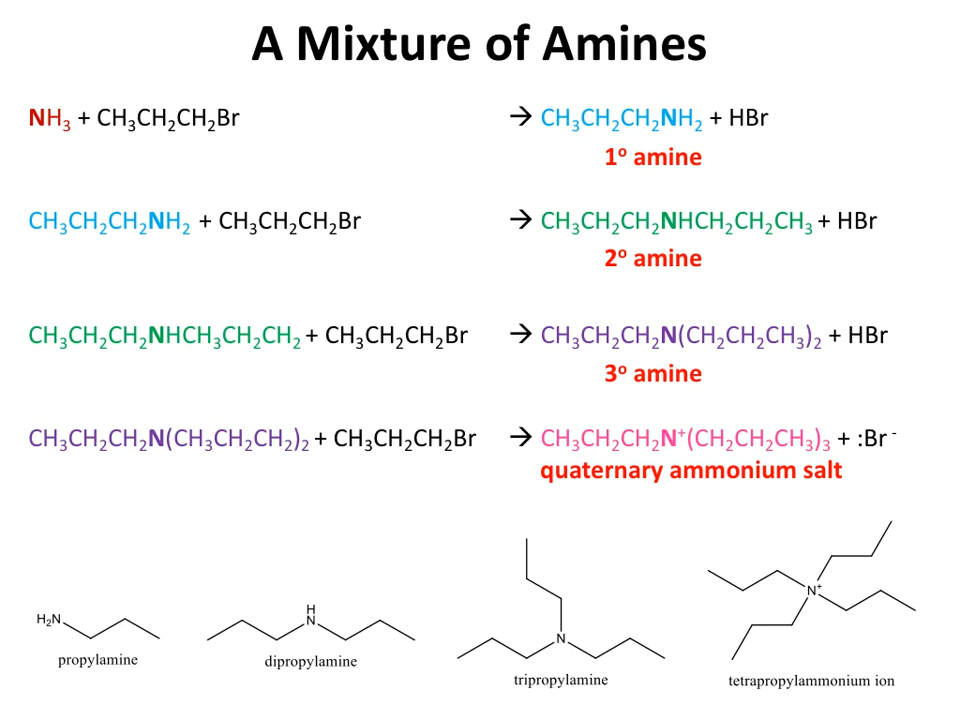 A Mixture of Amines
NH₃ + CH₃CH₂CH₂Br → CH₃CH₂CH₂NH₂ + HBr
1º amine
CH₃CH₂CH₂NH₂ + CH₃CH₂CH₂Br → CH₃CH₂CH₂NHCH₂CH₂CH₃ + HBr
2º amine
CH₃CH₂CH₂NHCH₃CH₂CH₂ + CH₃CH₂CH₂Br → CH₃CH₂CH₂N(CH₂CH₂CH₃)₂ + HBr
3º amine
CH₃CH₂CH₂N(CH₃CH₂CH₂)₂ + CH₃CH₂CH₂Br → CH₃CH₂CH₂N⁺(CH₂CH₂CH₃)₃ + :Br⁻
quaternary ammonium salt
H₂N
H
N
N
N⁺
propylamine
dipropylamine
tripropylamine
tetrapropylammonium ion